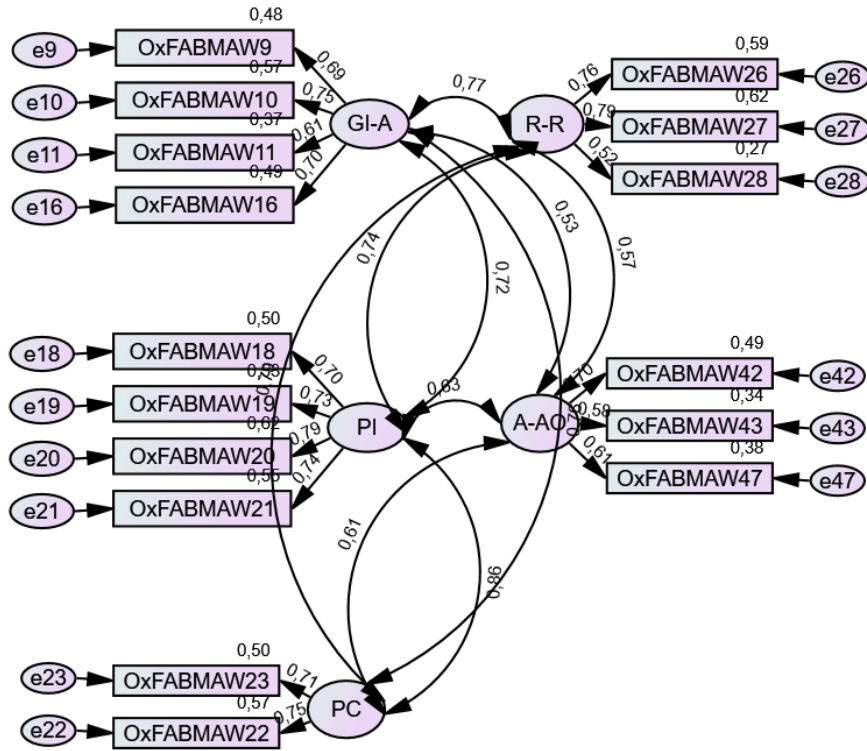 0,48
e9 OxFABMAW9
0,69
0,57
e10 OxFABMAW10
0,75
0,37
e11 OxFABMAW11
0,61
0,49
e16 OxFABMAW16
0,70
GI-A
0,77
R-R
0,59
0,76
OxFABMAW26 e26
0,62
0,79
OxFABMAW27 e27
0,27
0,52
OxFABMAW28 e28
0,74
0,72
0,53
0,57
0,50
e18 OxFABMAW18
0,70
e19 OxFABMAW19
0,73
0,62
e20 OxFABMAW20
0,79
0,55
e21 OxFABMAW21
0,74
PI
0,63
A-AO
0,49
OxFABMAW42 e42
0,34
0,58
OxFABMAW43 e43
0,38
0,61
OxFABMAW47 e47
0,61
0,86
0,50
e23 OxFABMAW23
0,71
0,57
e22 OxFABMAW22
0,75
PC